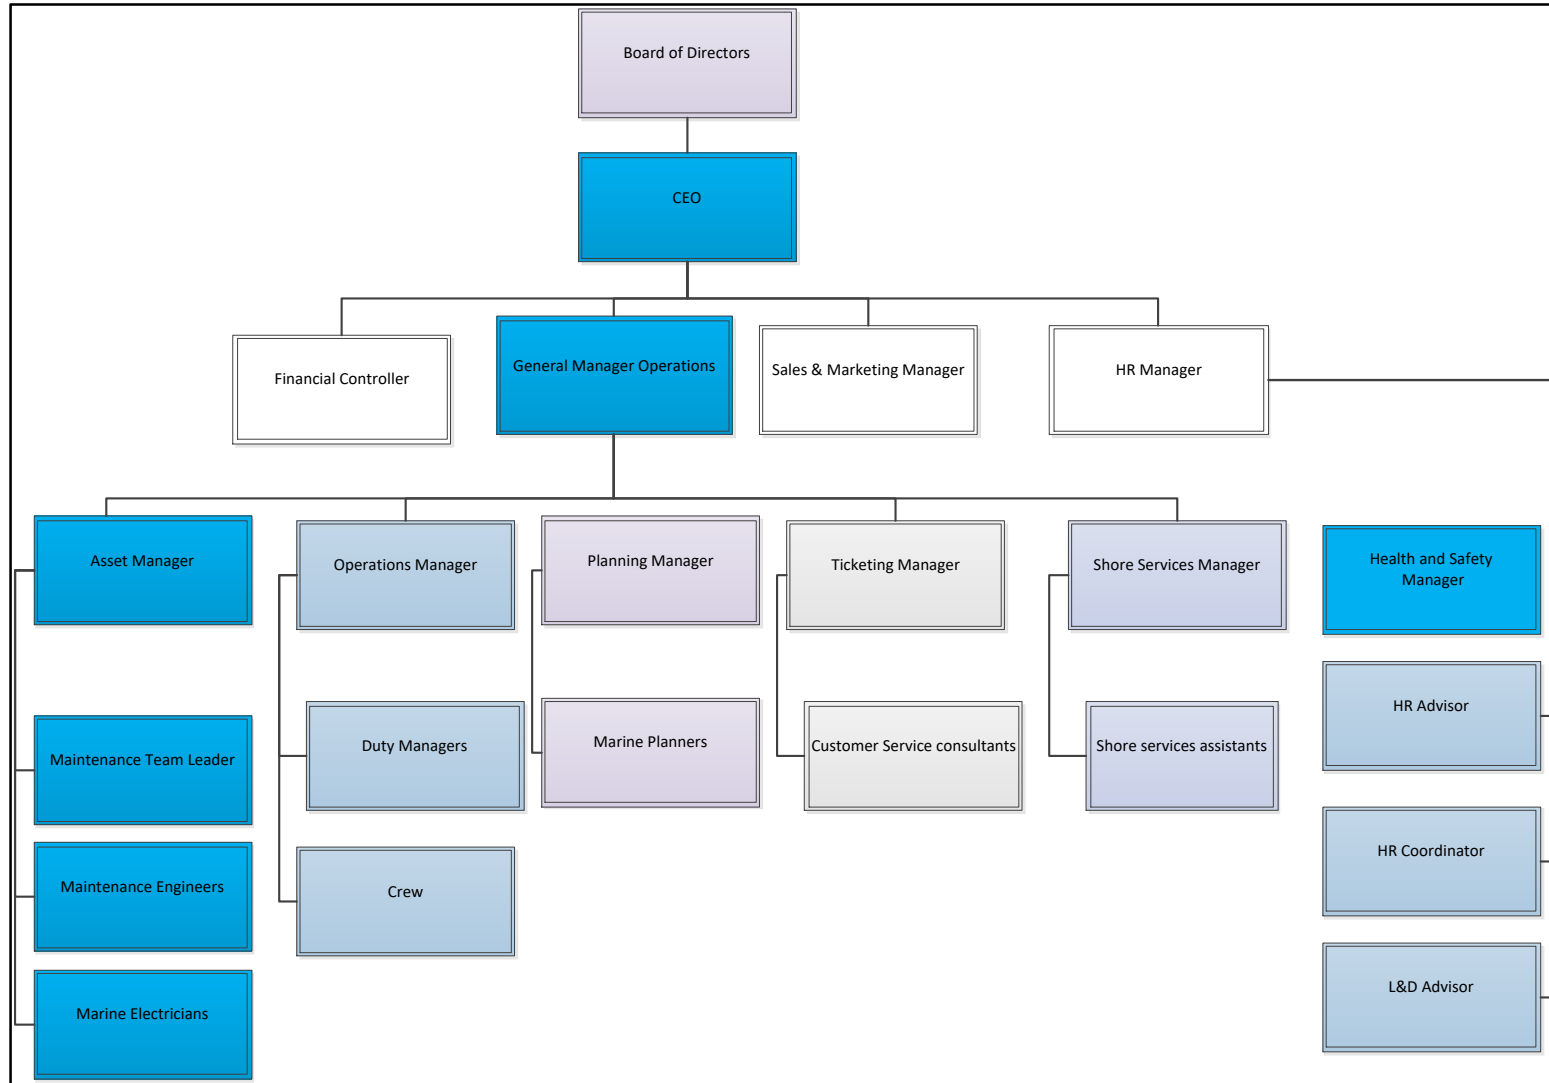 Board of Directors
CEO
Financial Controller
General Manager Operations
Sales & Marketing Manager
HR Manager
Asset Manager
Operations Manager
Planning Manager
Ticketing Manager
Shore Services Manager
Health and Safety
Manager
HR Advisor
Maintenance Team Leader
Duty Managers
Marine Planners
Customer Service consultants
Shore services assistants
HR Coordinator
Maintenance Engineers
Crew
L&D Advisor
Marine Electricians